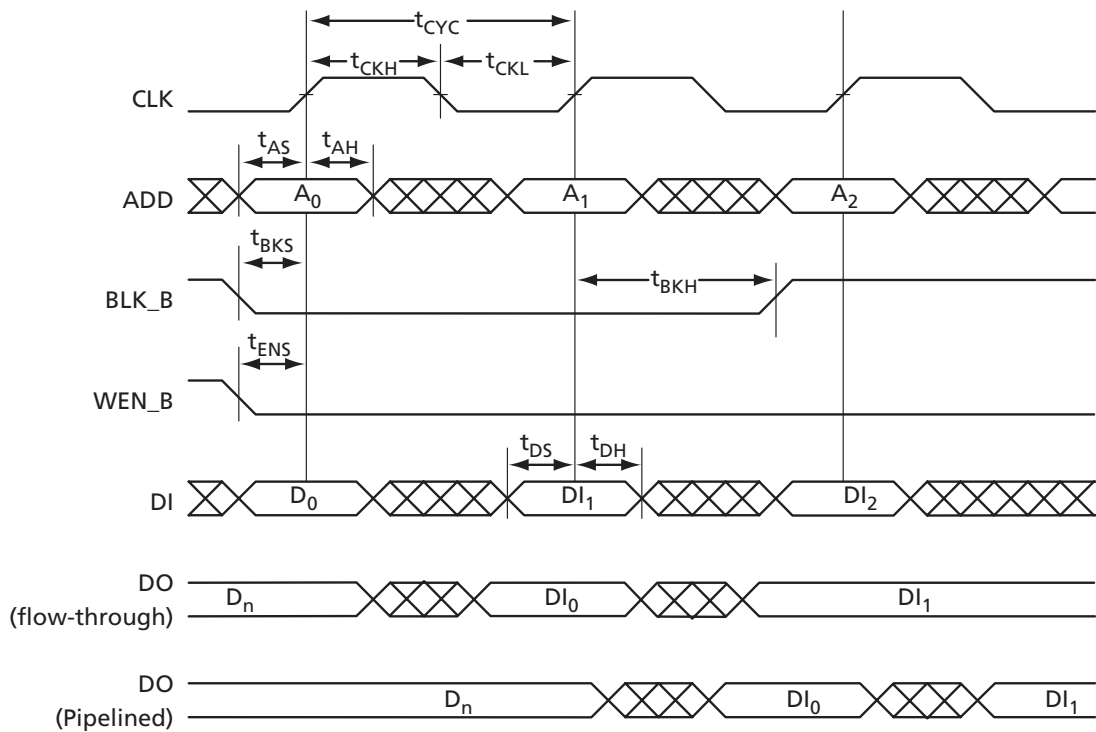 tCYC
tCKH tCKL
CLK
tAS tAH
ADD A0 A1 A2
tBKS
tBKH
BLK_B
tENS
WEN_B
tDS tDH
DI D0 DI1 DI2
DO
(flow-through) Dn DI0 DI1
DO
(Pipelined) Dn DI0 DI1